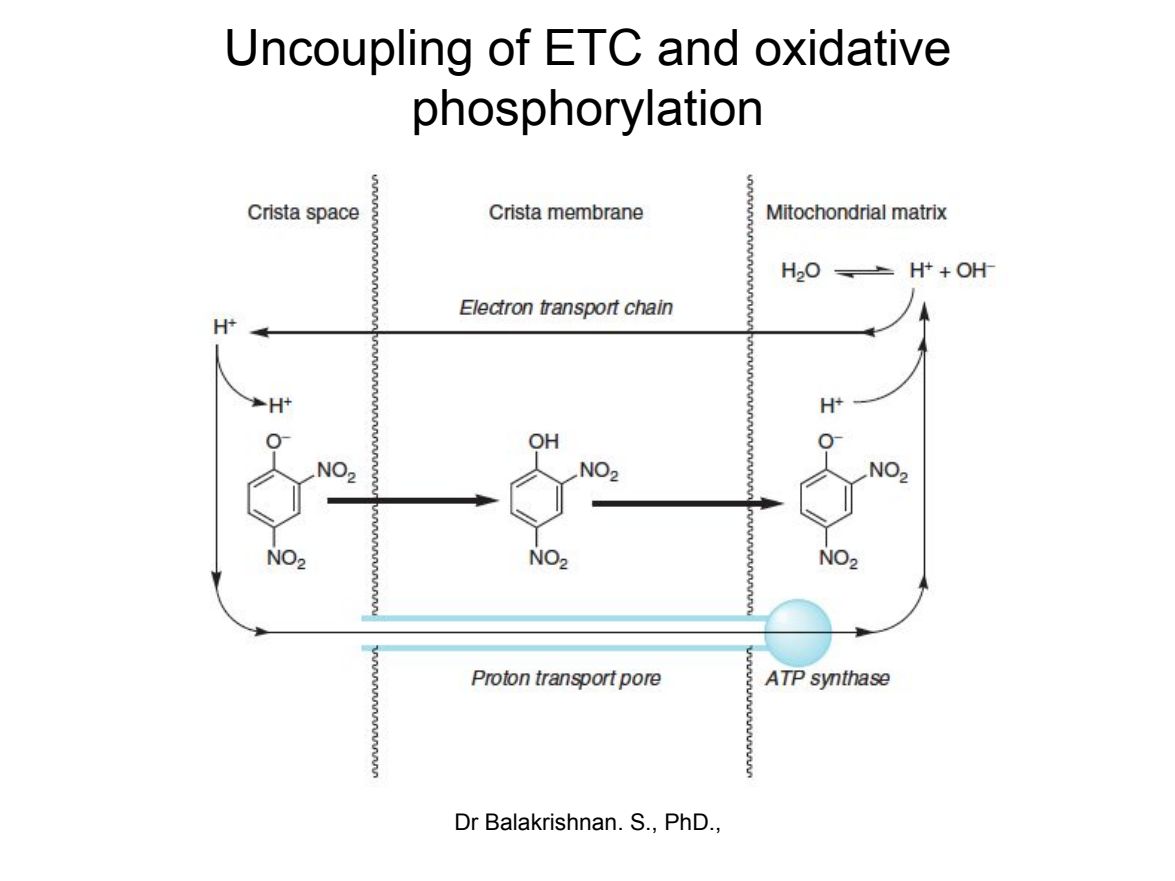 Uncoupling of ETC and oxidative
phosphorylation
Crista space
Crista membrane
Mitochondrial matrix
H₂O ⇌ H⁺ + OH⁻
Electron transport chain
H⁺
H⁺
H⁺
O⁻
OH
O⁻
NO₂
NO₂
NO₂
NO₂
NO₂
NO₂
Proton transport pore
ATP synthase
Dr Balakrishnan. S., PhD.,